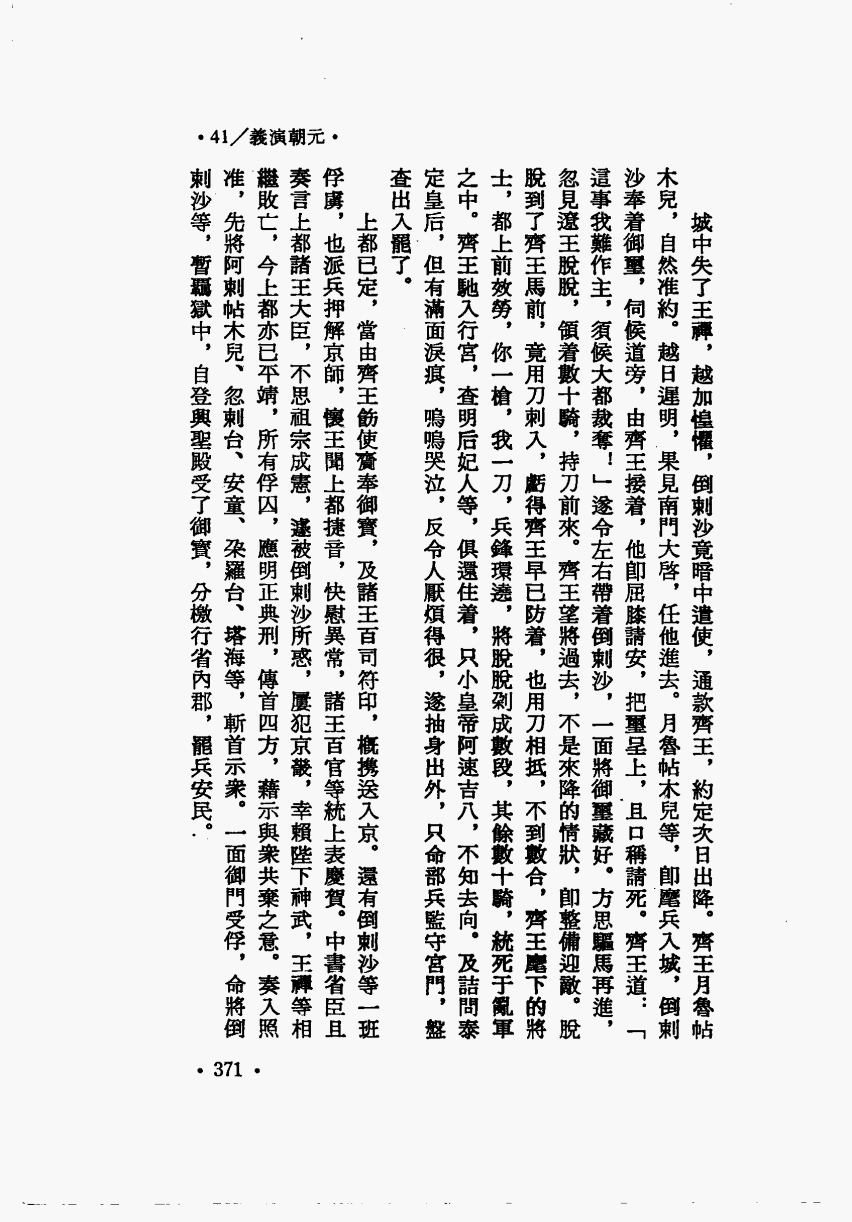 •41／義演朝元•
城中失了王禪，越加惶懼，倒剌沙竟暗中遣使，通款齊王，約定次日出降。齊王月魯帖
木兒，自然准約。越日遲明，果見南門大啓，任他進去。月魯帖木兒等，卽麾兵入城，倒剌
沙奉着御璽，伺候道旁，由齊王接着，他卽屈膝請安，把璽呈上，且口稱請死。齊王道：「
這事我難作主，須候大都裁奪！」遂令左右帶着倒剌沙，一面將御璽藏好。方思驅馬再進，
忽見遼王脫脫，領着數十騎，持刀前來。齊王望將過去，不是來降的情狀，卽整備迎敵。脫
脫到了齊王馬前，竟用刀刺入，虧得齊王早已防着，也用刀相抵，不到數合，齊王麾下的將
士，都上前效勞，你一槍，我一刀，兵鋒環遶，將脫脫剁成數段，其餘數十騎，統死于亂軍
之中。齊王馳入行宮，查明后妃人等，俱還住着，只小皇帝阿速吉八，不知去向。及詰問泰
定皇后，但有滿面淚痕，嗚嗚哭泣，反令人厭煩得很，遂抽身出外，只命部兵監守宮門，盤
查出入罷了。
上都已定，當由齊王飭使齎奉御寶，及諸王百司符印，概攜送入京。還有倒剌沙等一班
俘虜，也派兵押解京師，懷王聞上都捷音，快慰異常，諸王百官等統上表慶賀。中書省臣且
奏言上都諸王大臣，不思祖宗成憲，遽被倒剌沙所惑，屢犯京畿，幸賴陛下神武，王禪等相
繼敗亡，今上都亦已平靖，所有俘囚，應明正典刑，傳首四方，藉示與衆共棄之意。奏入照
准，先將阿剌帖木兒、忽剌台、安童、朶羅台、塔海等，斬首示衆。一面御門受俘，命將倒
剌沙等，暫羈獄中，自登興聖殿受了御寶，分檄行省內郡，罷兵安民。
•371•